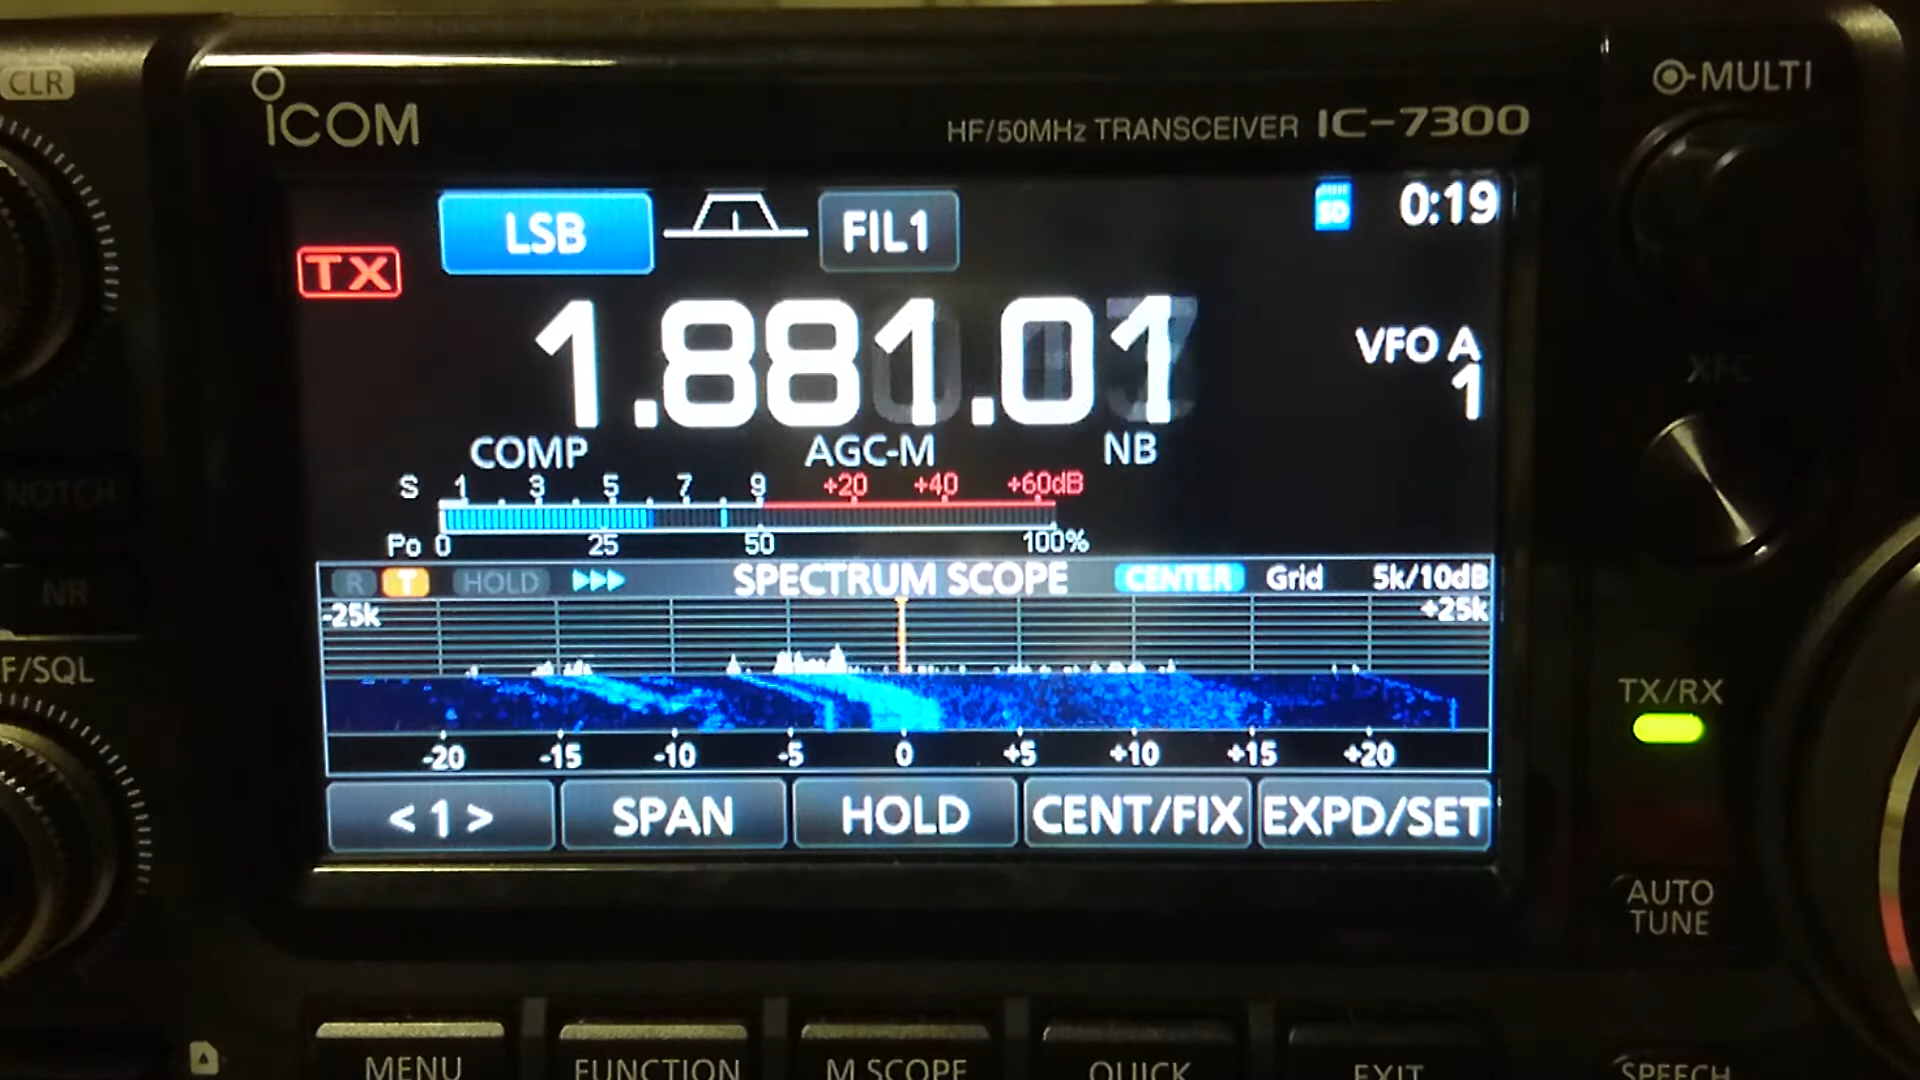 CLR
ICOM
HF/50MHz TRANSCEIVER IC-7300
MULTI
LSB
FIL1
SD
0:19
TX
1.881.01
VFO A
1
XFC
COMP AGC-M NB
S 1 3 5 7 9 +20 +40 +60dB
Po 0 25 50 100%
NOTCH
NR
R T HOLD SPECTRUM SCOPE CENTER Grid 5k/10dB
-25k +25k
F/SQL
TX/RX
-20 -15 -10 -5 0 +5 +10 +15 +20
< 1 > SPAN HOLD CENT/FIX EXPD/SET
AUTO
TUNE
MENU FUNCTION M.SCOPE QUICK EXIT SPEECH